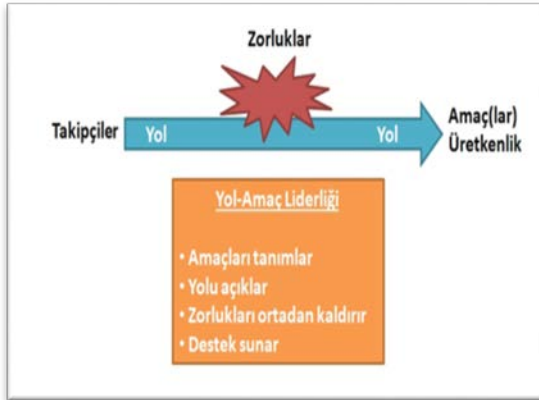 Zorluklar
Takipçiler
Yol
Yol
Amaç(lar)
Üretkenlik
Yol-Amaç Liderliği
• Amaçları tanımlar
• Yolu açıklar
• Zorlukları ortadan kaldırır
• Destek sunar